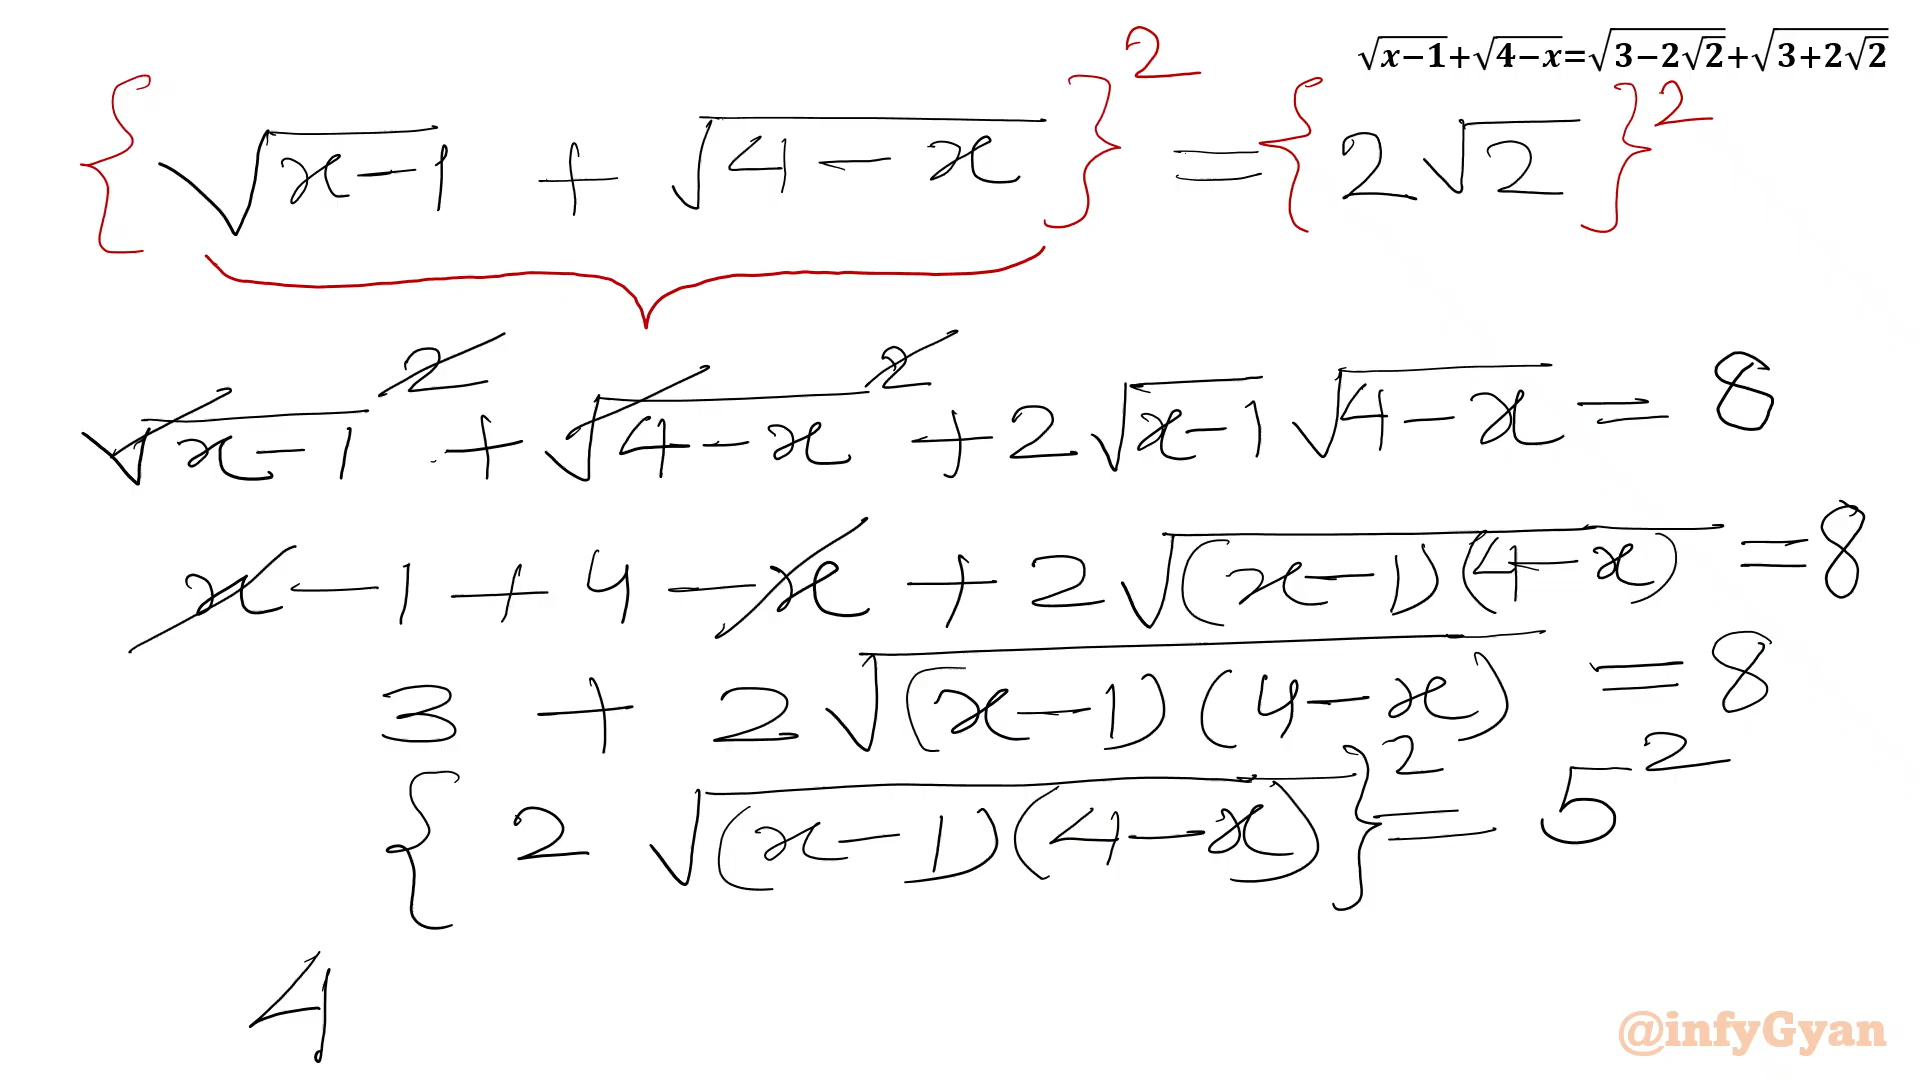 √x−1+√4−x=√3−2√2+√3+2√2
{√x−1 + √4−x}² = {2√2}²
√x−1² + √4−x² + 2√x−1 √4−x = 8
x−1+4−x+2√(x−1)(4−x) =8
3 + 2√(x−1)(4−x) =8
{2√(x−1)(4−x)}² = 5²
4
@infyGyan